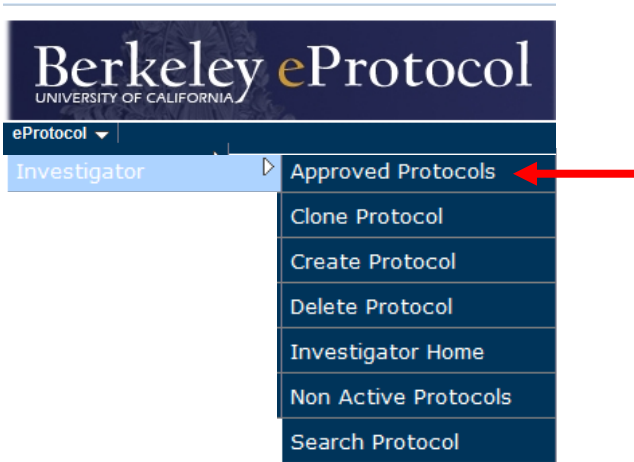 Berkeley eProtocol
UNIVERSITY OF CALIFORNIA
eProtocol
Investigator
Approved Protocols
Clone Protocol
Create Protocol
Delete Protocol
Investigator Home
Non Active Protocols
Search Protocol